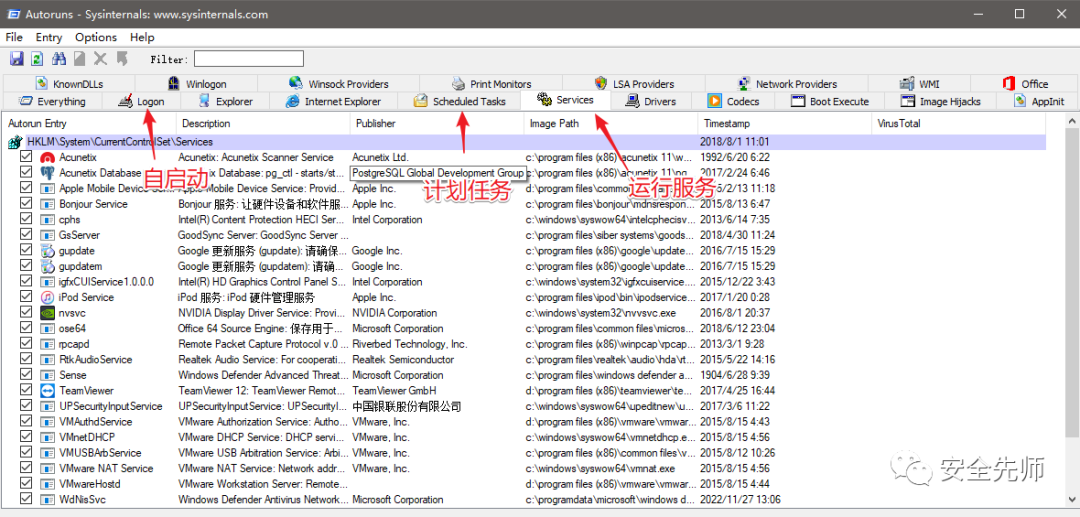 Autoruns - Sysinternals: www.sysinternals.com
File Entry Options Help
Filter:
KnownDLLs Winlogon Winsock Providers Print Monitors LSA Providers Network Providers WMI Office
Everything Logon Explorer Internet Explorer Scheduled Tasks Services Drivers Codecs Boot Execute Image Hijacks AppInit
Autorun Entry Description Publisher Image Path Timestamp VirusTotal
HKLM\System\CurrentControlSet\Services 2018/8/1 11:01
Acunetix Acunetix: Acunetix Scanner Service Acunetix Ltd. c:\program files (x86)\acunetix 11\w... 1992/6/20 6:22
Acunetix Database Database: pg_ctl - starts/st... PostgreSQL Global Development Group c:\program files (x86)\acunetix 11\... 2017/2/24 6:46
自启动
计划任务
运行服务
Apple Mobile Device Apple Mobile Device Service: Provi... Apple Inc. c:\program files\common files\ap... 2015/2/13 11:18
Bonjour Service Bonjour 服务: 让硬件设备和软件服... Apple Inc. c:\program files\bonjour\mdnsrespon... 2015/8/13 6:47
cphs Intel(R) Content Protection HECI Ser... Intel Corporation c:\windows\syswow64\intelcphecisv... 2013/6/14 7:35
GsServer GoodSync Server: GoodSync Server ... c:\program files\siber systems\goods... 2018/4/30 11:24
gupdate Google 更新服务 (gupdate): 请确保... Google Inc. c:\program files (x86)\google\update... 2016/7/15 15:29
gupdatem Google 更新服务 (gupdatem): 请确... Google Inc. c:\program files (x86)\google\update... 2016/7/15 15:29
igfxCUIService1.0.0.0 Intel(R) HD Graphics Control Panel S... Intel Corporation c:\windows\system32\igfxcuiservice.... 2015/12/22 3:43
iPod Service iPod 服务: iPod 硬件管理服务 Apple Inc. c:\program files\ipod\bin\ipodservice... 2017/1/20 0:28
nvsvc NVIDIA Display Driver Service: Provi... NVIDIA Corporation c:\windows\system32\nvvsvc.exe 2016/8/1 20:37
ose64 Office 64 Source Engine: 保存用于... Microsoft Corporation c:\program files\common files\micros... 2018/6/12 23:04
rpcapd Remote Packet Capture Protocol v.0 ... Riverbed Technology, Inc. c:\program files (x86)\winpcap\rpcap... 2013/3/1 9:28
RtkAudioService Realtek Audio Service: For cooperati... Realtek Semiconductor c:\program files\realtek\audio\hda\rt... 2015/5/22 14:16
Sense Windows Defender Advanced Threat... Microsoft Corporation c:\program files\windows defender a... 1904/6/28 9:39
TeamViewer TeamViewer 12: TeamViewer Remot... TeamViewer GmbH d:\program files (x86)\teamviewer\te... 2017/4/25 16:44
UPSecurityInputService UPSecurityInputService: UPSecurityI... 中国银联股份有限公司 c:\windows\syswow64\upeditnew\u... 2017/3/6 11:22
VMAuthdService VMware Authorization Service: Autho... VMware, Inc. d:\program files (x86)\vmware\vmwar... 2015/8/15 4:43
VMnetDHCP VMware DHCP Service: DHCP servi... VMware, Inc. c:\windows\syswow64\vmnetdhcp.e... 2015/8/15 4:56
VMUSBArbService VMware USB Arbitration Service: Arbi... VMware, Inc. c:\program files (x86)\common files\v... 2015/8/12 10:26
VMware NAT Service VMware NAT Service: Network addr... VMware, Inc. c:\windows\syswow64\vmnat.exe 2015/8/15 4:56
VMwareHostd VMware Workstation Server: Remote... d:\program files (x86)\vmware\vmwar... 2015/8/15 4:44
WdNisSvc Windows Defender Antivirus Network... Microsoft Corporation c:\programdata\microsoft\windows d... 2022/11/27 13:06
安全先师